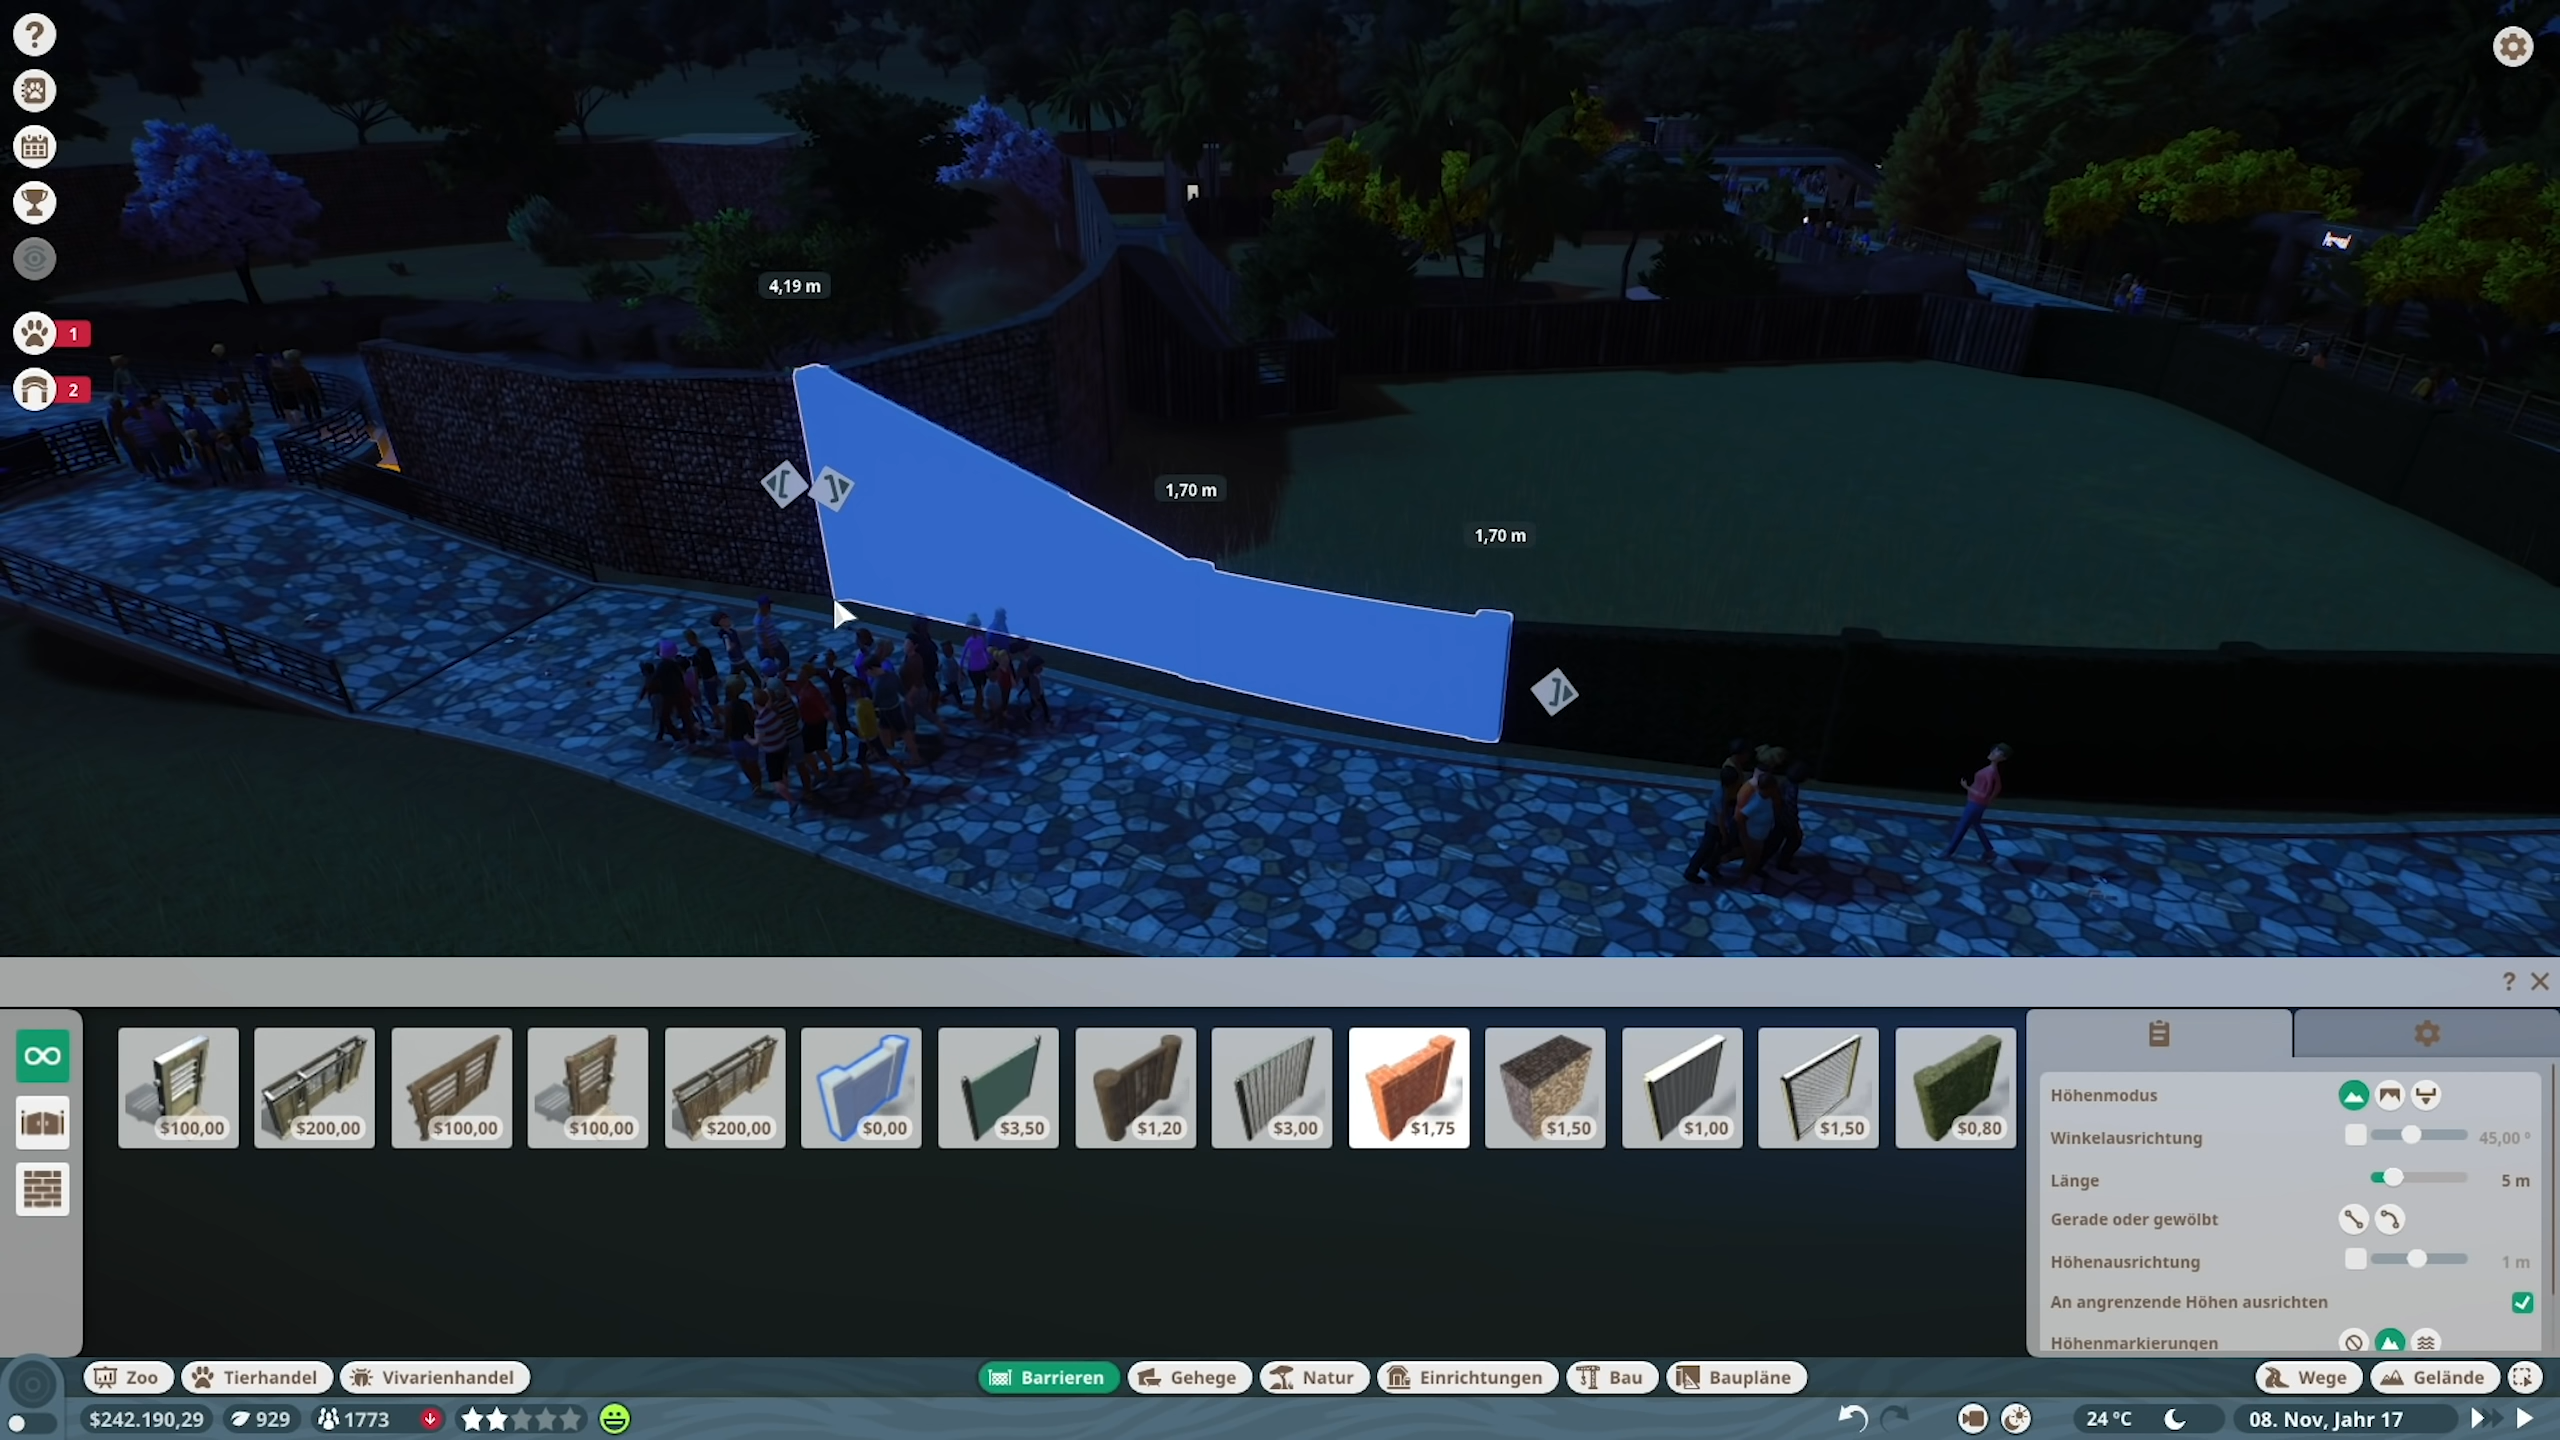 ?
1
2
4,19 m
1,70 m
1,70 m
?
$100,00
$200,00
$100,00
$100,00
$200,00
$0,00
$3,50
$1,20
$3,00
$1,75
$1,50
$1,00
$1,50
$0,80
Höhenmodus
Winkelausrichtung 45,00 °
Länge 5 m
Gerade oder gewölbt
Höhenausrichtung 1 m
An angrenzende Höhen ausrichten
Höhenmarkierungen
Zoo
Tierhandel
Vivarienhandel
Barrieren
Gehege
Natur
Einrichtungen
Bau
Baupläne
Wege
Gelände
$242.190,29
929
1773
24 °C
08. Nov, Jahr 17